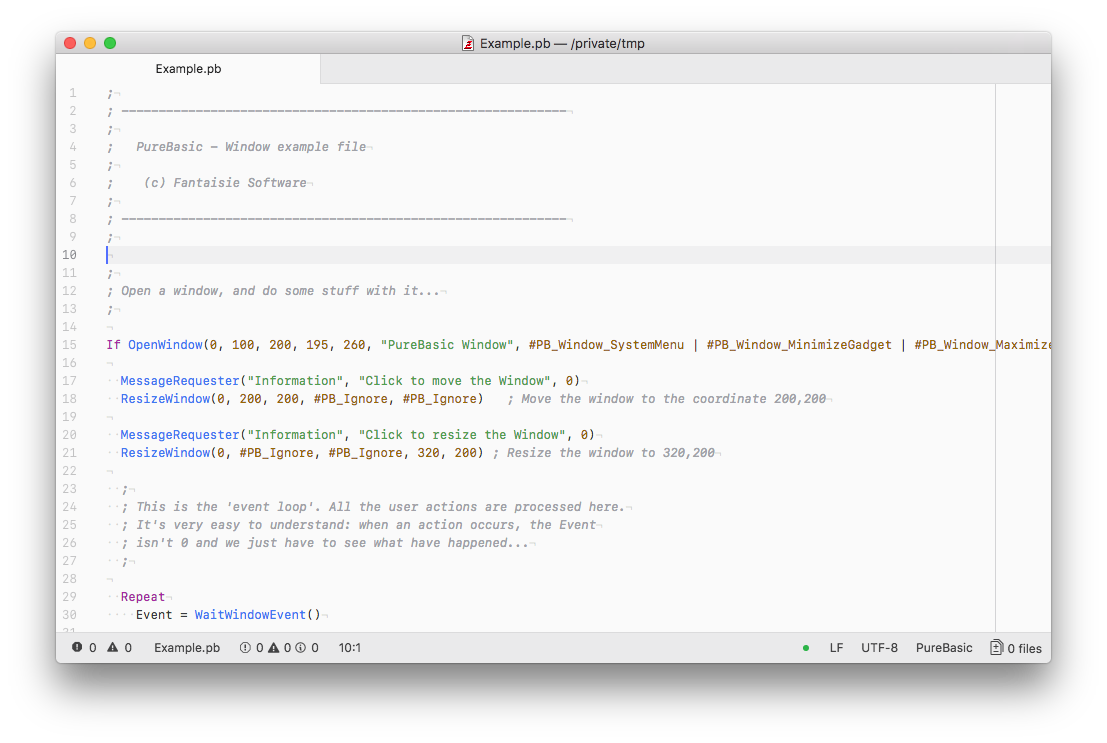 Example.pb — /private/tmp
Example.pb
1 ;¬
2 ; ————————————————————————————————————————————————————————————¬
3 ;¬
4 ;   PureBasic - Window example file¬
5 ;¬
6 ;    (c) Fantaisie Software¬
7 ;¬
8 ; ————————————————————————————————————————————————————————————¬
9 ;¬
10 ¬
11 ;¬
12 ; Open a window, and do some stuff with it...¬
13 ;¬
14 ¬
15 If OpenWindow(0, 100, 200, 195, 260, "PureBasic Window", #PB_Window_SystemMenu | #PB_Window_MinimizeGadget | #PB_Window_Maximize
16 ¬
17 ··MessageRequester("Information", "Click to move the Window", 0)¬
18 ··ResizeWindow(0, 200, 200, #PB_Ignore, #PB_Ignore)   ; Move the window to the coordinate 200,200¬
19 ¬
20 ··MessageRequester("Information", "Click to resize the Window", 0)¬
21 ··ResizeWindow(0, #PB_Ignore, #PB_Ignore, 320, 200) ; Resize the window to 320,200¬
22 ¬
23 ··;¬
24 ··; This is the 'event loop'. All the user actions are processed here.¬
25 ··; It's very easy to understand: when an action occurs, the Event¬
26 ··; isn't 0 and we just have to see what have happened...¬
27 ··;¬
28 ¬
29 ··Repeat¬
30 ····Event = WaitWindowEvent()¬
31
0 0 Example.pb 0 0 0 10:1 LF UTF-8 PureBasic 0 files